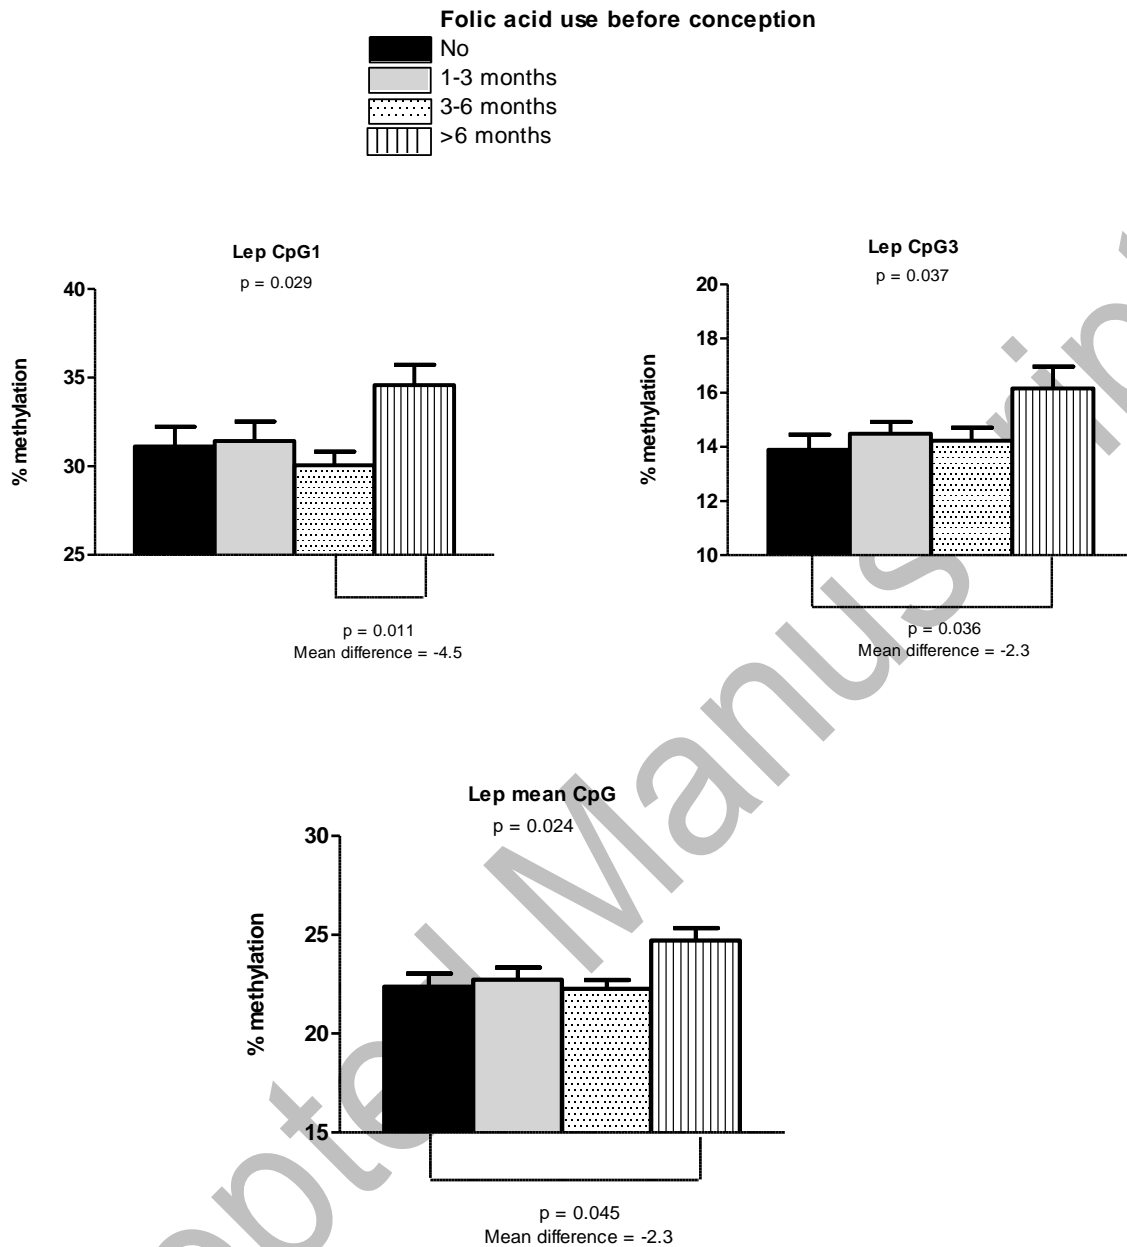 Folic acid use before conception
No
1-3 months
3-6 months
>6 months
Lep CpG1
p = 0.029
% methylation
40
35
30
25
p = 0.011
Mean difference = -4.5
Lep CpG3
p = 0.037
% methylation
20
18
16
14
12
10
p = 0.036
Mean difference = -2.3
Lep mean CpG
p = 0.024
% methylation
30
25
20
15
p = 0.045
Mean difference = -2.3
Manus